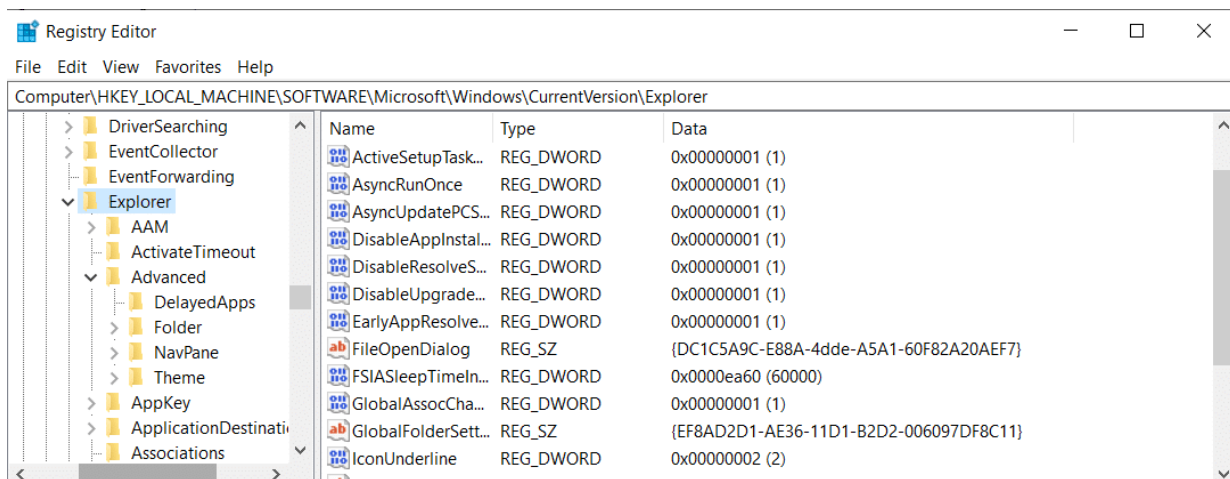 Registry Editor
File Edit View Favorites Help
Computer\HKEY_LOCAL_MACHINE\SOFTWARE\Microsoft\Windows\CurrentVersion\Explorer
DriverSearching
EventCollector
EventForwarding
Explorer
AAM
ActivateTimeout
Advanced
DelayedApps
Folder
NavPane
Theme
AppKey
ApplicationDestinati
Associations
Name Type Data
ActiveSetupTask... REG_DWORD 0x00000001 (1)
AsyncRunOnce REG_DWORD 0x00000001 (1)
AsyncUpdatePCS... REG_DWORD 0x00000001 (1)
DisableAppInstal... REG_DWORD 0x00000001 (1)
DisableResolveS... REG_DWORD 0x00000001 (1)
DisableUpgrade... REG_DWORD 0x00000001 (1)
EarlyAppResolve... REG_DWORD 0x00000001 (1)
FileOpenDialog REG_SZ {DC1C5A9C-E88A-4dde-A5A1-60F82A20AEF7}
FSIASleepTimeIn... REG_DWORD 0x0000ea60 (60000)
GlobalAssocCha... REG_DWORD 0x00000001 (1)
GlobalFolderSett... REG_SZ {EF8AD2D1-AE36-11D1-B2D2-006097DF8C11}
IconUnderline REG_DWORD 0x00000002 (2)